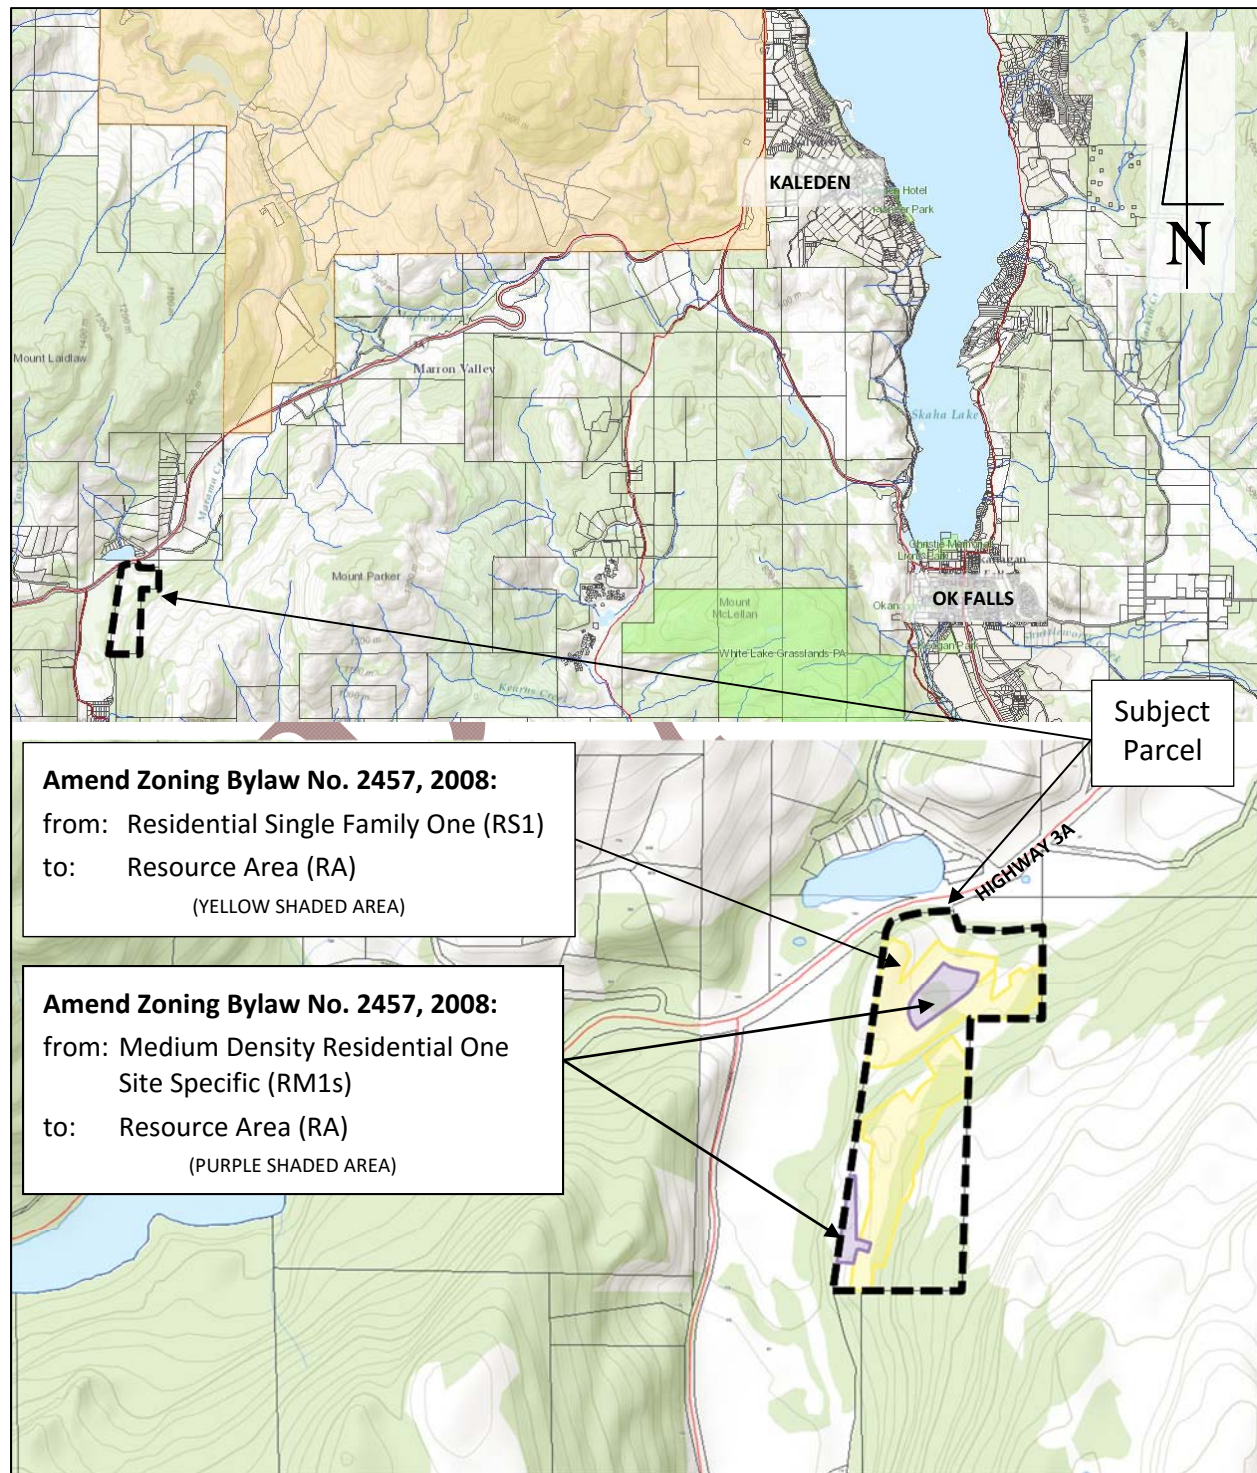 KALEDEN
N
Mount Laidlaw
Marron Valley
Skaha Lake
Mount Parker
Mount
McLellan
OK FALLS
White Lake Grasslands PA
Kearns Creek
Subject
Parcel
Amend Zoning Bylaw No. 2457, 2008:
from: Residential Single Family One (RS1)
to: Resource Area (RA)
(YELLOW SHADED AREA)
HIGHWAY 3A
Amend Zoning Bylaw No. 2457, 2008:
from: Medium Density Residential One
Site Specific (RM1s)
to: Resource Area (RA)
(PURPLE SHADED AREA)